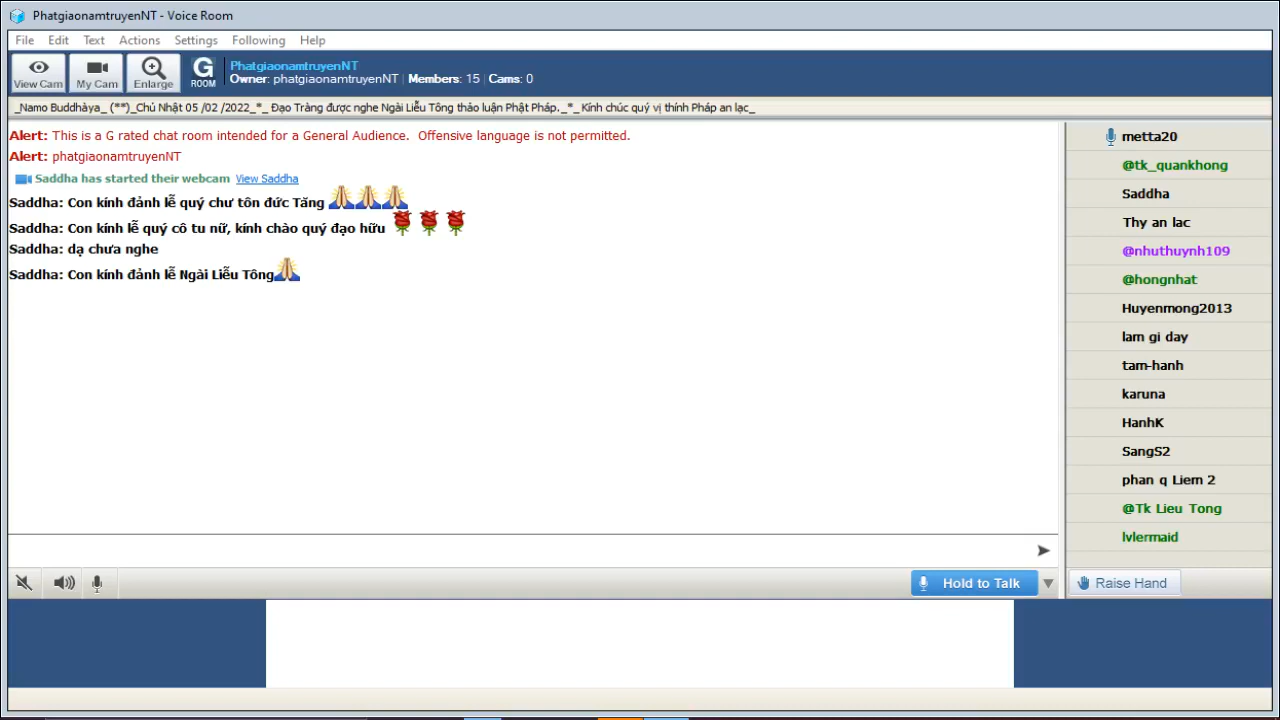 PhatgiaonamtruyenNT - Voice Room
File Edit Text Actions Settings Following Help
View Cam My Cam Enlarge G ROOM
PhatgiaonamtruyenNT
Owner: phatgiaonamtruyenNT | Members: 15 | Cams: 0
_Namo Buddhàya_ (**)_Chủ Nhật 05 /02 /2022_*_ Đạo Tràng được nghe Ngài Liễu Tông thảo luận Phật Pháp._*_ Kính chúc quý vị thính Pháp an lạc_
Alert: This is a G rated chat room intended for a General Audience. Offensive language is not permitted.
Alert: phatgiaonamtruyenNT
Saddha has started their webcam View Saddha
Saddha: Con kính đảnh lễ quý chư tôn đức Tăng
Saddha: Con kính lễ quý cô tu nữ, kính chào quý đạo hữu
Saddha: dạ chưa nghe
Saddha: Con kính đảnh lễ Ngài Liễu Tông
metta20
@tk_quankhong
Saddha
Thy an lac
@nhuthuynh109
@hongnhat
Huyenmong2013
lam gi day
tam-hanh
karuna
HanhK
SangS2
phan q Liem 2
@Tk Lieu Tong
lvlermaid
Hold to Talk
Raise Hand